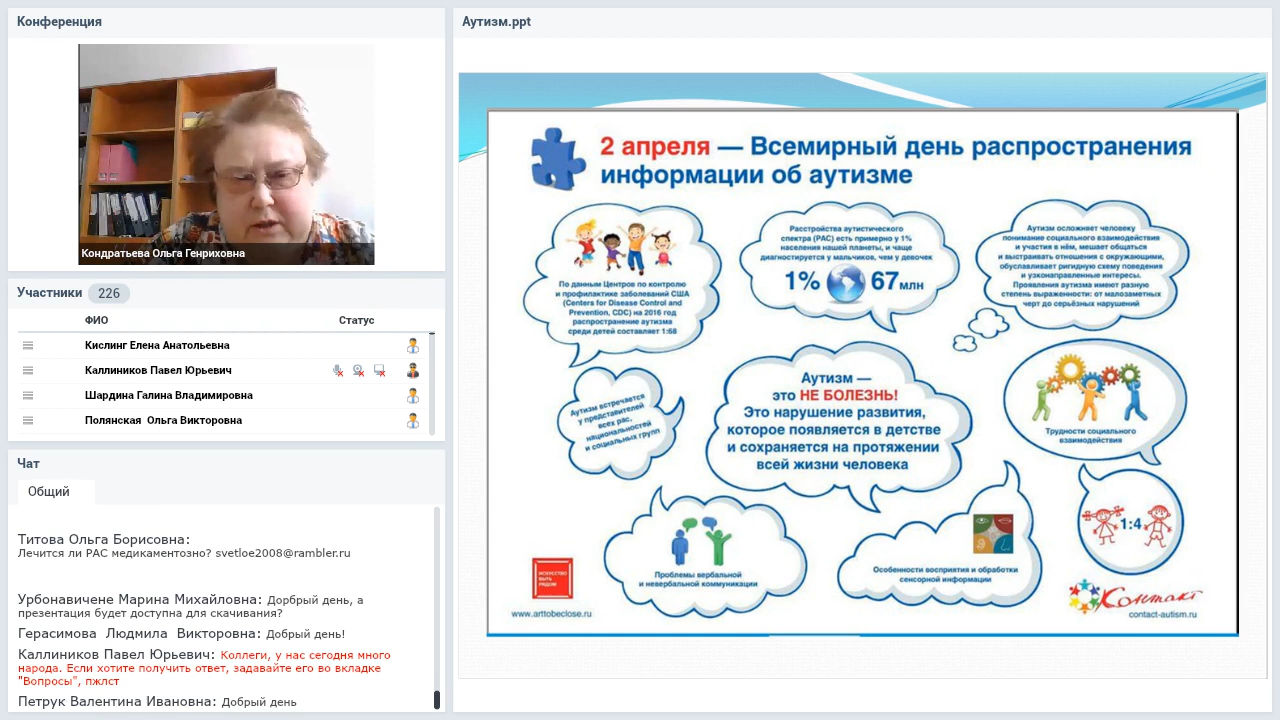 Конференция
Кондратьева Ольга Генриховна
Участники 226
ФИО Статус
Кислинг Елена Анатольевна
Каллиников Павел Юрьевич
Шардина Галина Владимировна
Полянская Ольга Викторовна
Чат
Общий
Титова Ольга Борисовна:
Лечится ли РАС медикаментозно? svetloe2008@rambler.ru
Урезнавичене Марина Михайловна: Дорбрый день, а
презентация будет доступна для скачивания?
Герасимова Людмила Викторовна: Добрый день!
Каллиников Павел Юрьевич: Коллеги, у нас сегодня много
народа. Если хотите получить ответ, задавайте его во вкладке
"Вопросы", пжлст
Петрук Валентина Ивановна: Добрый день
Аутизм.ppt
2 апреля — Всемирный день распространения
информации об аутизме
По данным Центров по контролю
и профилактике заболеваний США
(Centers for Disease Control and
Prevention, CDC) на 2016 год
распространение аутизма
среди детей составляет 1:68
Расстройства аутистического
спектра (РАС) есть примерно у 1%
населения нашей планеты, и чаще
диагностируется у мальчиков, чем у девочек
1% 67 млн
Аутизм осложняет человеку
понимание социального взаимодействия
и участия в нём, мешает общаться
и выстраивать отношения с окружающими,
обуславливает ригидную схему поведения
и узконаправленные интересы.
Проявления аутизма имеют разную
степень выраженности: от малозаметных
черт до серьёзных нарушений
Аутизм встречается
у представителей
всех рас,
национальностей
и социальных групп
Аутизм —
это НЕ БОЛЕЗНЬ!
Это нарушение развития,
которое появляется в детстве
и сохраняется на протяжении
всей жизни человека
Трудности социального
взаимодействия
Проблемы вербальной
и невербальной коммуникации
Особенности восприятия и обработки
сенсорной информации
1:4
ИСКУССТВО
БЫТЬ
РЯДОМ
www.arttobeclose.ru
Контакт
contact-autism.ru